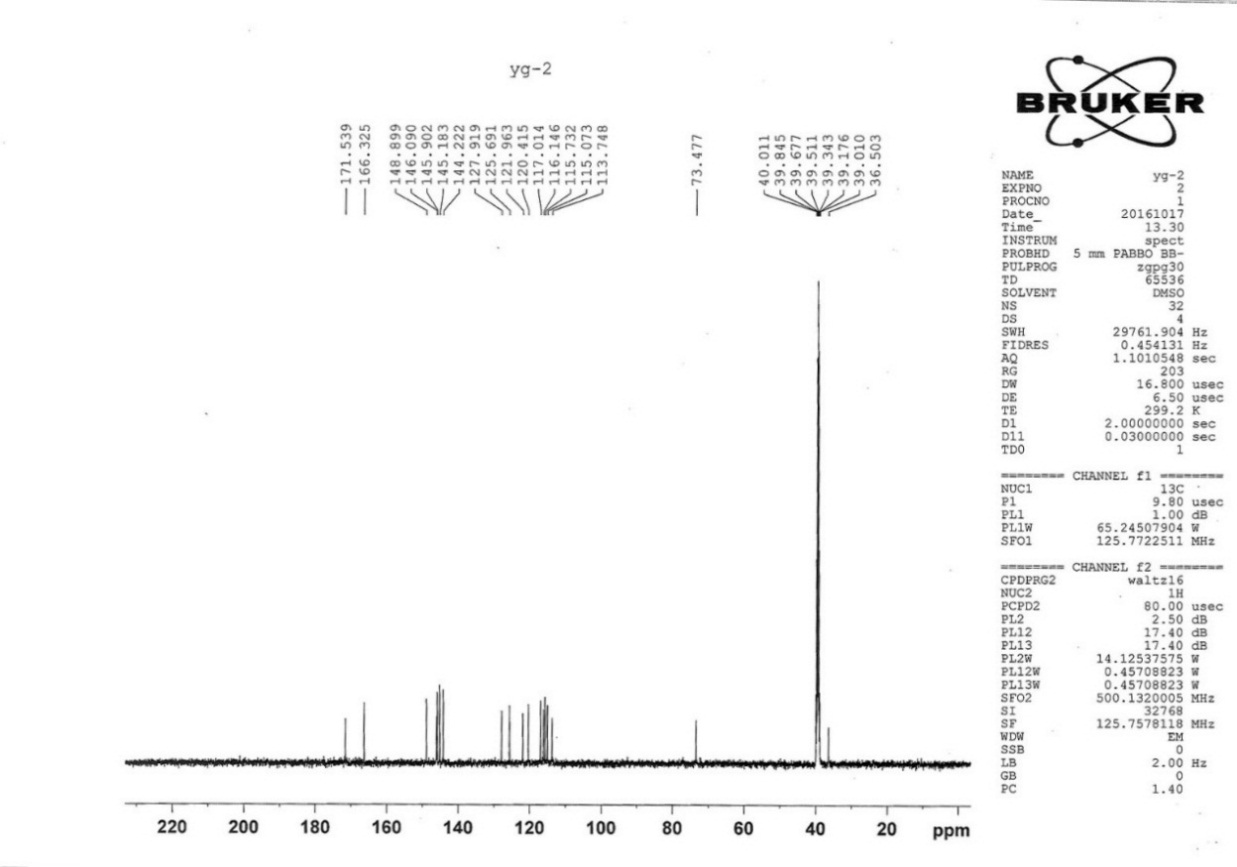 yg-2
171.539
166.325
148.899
146.090
145.902
145.183
144.222
127.919
125.691
121.963
120.415
117.014
116.146
115.732
115.073
113.748
73.477
40.011
39.845
39.677
39.511
39.343
39.176
39.010
36.503
220 200 180 160 140 120 100 80 60 40 20 ppm
BRUKER
NAME yg-2
EXPNO 2
PROCNO 1
Date_ 20161017
Time 13.30
INSTRUM spect
PROBHD 5 mm PABBO BB-
PULPROG zgpg30
TD 65536
SOLVENT DMSO
NS 32
DS 4
SWH 29761.904 Hz
FIDRES 0.454131 Hz
AQ 1.1010548 sec
RG 203
DW 16.800 usec
DE 6.50 usec
TE 299.2 K
D1 2.00000000 sec
D11 0.03000000 sec
TD0 1
======== CHANNEL f1 ========
NUC1 13C
P1 9.80 usec
PL1 1.00 dB
PL1W 65.24507904 W
SFO1 125.7722511 MHz
======== CHANNEL f2 ========
CPDPRG2 waltz16
NUC2 1H
PCPD2 80.00 usec
PL2 2.50 dB
PL12 17.40 dB
PL13 17.40 dB
PL2W 14.12537575 W
PL12W 0.45708823 W
PL13W 0.45708823 W
SFO2 500.1320005 MHz
SI 32768
SF 125.7578118 MHz
WDW EM
SSB 0
LB 2.00 Hz
GB 0
PC 1.40